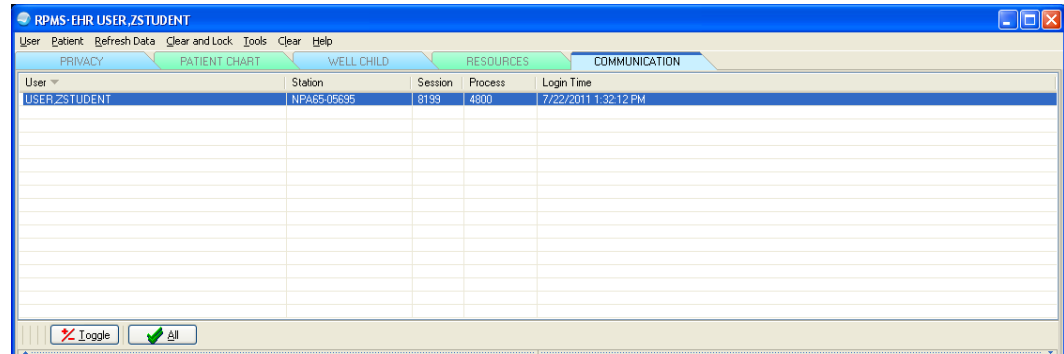 RPMS-EHR USER,ZSTUDENT
User Patient Refresh Data Clear and Lock Tools Clear Help
PRIVACY PATIENT CHART WELL CHILD RESOURCES COMMUNICATION
User Station Session Process Login Time
USER,ZSTUDENT NPA65-05695 8199 4800 7/22/2011 1:32:12 PM
Toggle All